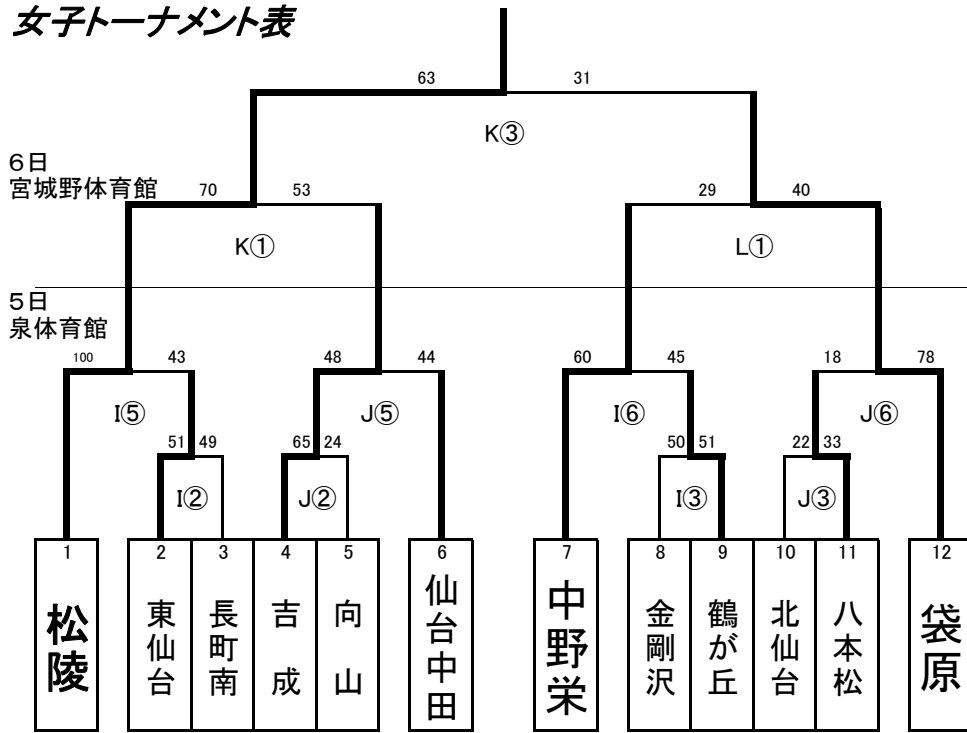 女子トーナメント表
63 31
K③
6日
宮城野体育館
70 53 29 40
K① L①
5日
泉体育館
100 43 48 44 60 45 18 78
I⑤ J⑤ I⑥ J⑥
51 49 65 24 50 51 22 33
I② J② I③ J③
1 2 3 4 5 6 7 8 9 10 11 12
松陵
東仙台
長町南
吉成
向山
仙台中田
中野栄
金剛沢
鶴が丘
北仙台
八本松
袋原